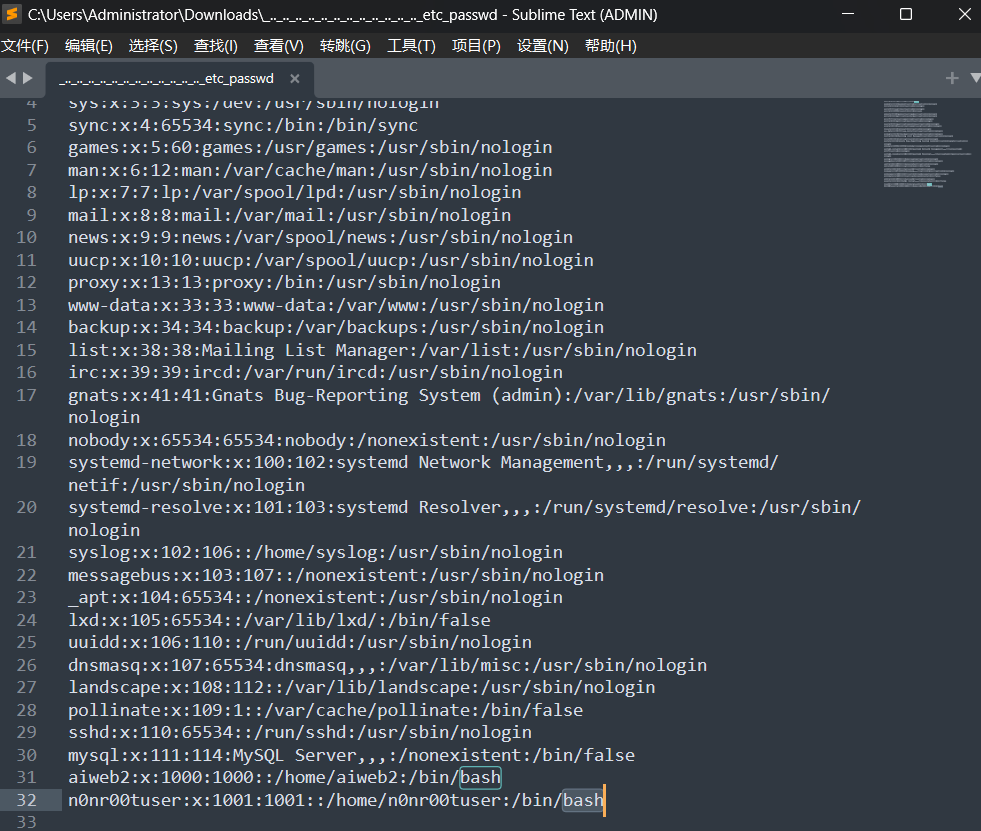 C:\Users\Administrator\Downloads\_.._.._.._.._.._.._.._.._.._.._.._.._etc_passwd - Sublime Text (ADMIN)
文件(F) 编辑(E) 选择(S) 查找(I) 查看(V) 转跳(G) 工具(T) 项目(P) 设置(N) 帮助(H)
_.._.._.._.._.._.._.._.._.._.._.._.._etc_passwd
4 sys:x:3:3:sys:/dev:/usr/sbin/nologin
5 sync:x:4:65534:sync:/bin:/bin/sync
6 games:x:5:60:games:/usr/games:/usr/sbin/nologin
7 man:x:6:12:man:/var/cache/man:/usr/sbin/nologin
8 lp:x:7:7:lp:/var/spool/lpd:/usr/sbin/nologin
9 mail:x:8:8:mail:/var/mail:/usr/sbin/nologin
10 news:x:9:9:news:/var/spool/news:/usr/sbin/nologin
11 uucp:x:10:10:uucp:/var/spool/uucp:/usr/sbin/nologin
12 proxy:x:13:13:proxy:/bin:/usr/sbin/nologin
13 www-data:x:33:33:www-data:/var/www:/usr/sbin/nologin
14 backup:x:34:34:backup:/var/backups:/usr/sbin/nologin
15 list:x:38:38:Mailing List Manager:/var/list:/usr/sbin/nologin
16 irc:x:39:39:ircd:/var/run/ircd:/usr/sbin/nologin
17 gnats:x:41:41:Gnats Bug-Reporting System (admin):/var/lib/gnats:/usr/sbin/
nologin
18 nobody:x:65534:65534:nobody:/nonexistent:/usr/sbin/nologin
19 systemd-network:x:100:102:systemd Network Management,,,:/run/systemd/
netif:/usr/sbin/nologin
20 systemd-resolve:x:101:103:systemd Resolver,,,:/run/systemd/resolve:/usr/sbin/
nologin
21 syslog:x:102:106::/home/syslog:/usr/sbin/nologin
22 messagebus:x:103:107::/nonexistent:/usr/sbin/nologin
23 _apt:x:104:65534::/nonexistent:/usr/sbin/nologin
24 lxd:x:105:65534::/var/lib/lxd/:/bin/false
25 uuidd:x:106:110::/run/uuidd:/usr/sbin/nologin
26 dnsmasq:x:107:65534:dnsmasq,,,:/var/lib/misc:/usr/sbin/nologin
27 landscape:x:108:112::/var/lib/landscape:/usr/sbin/nologin
28 pollinate:x:109:1::/var/cache/pollinate:/bin/false
29 sshd:x:110:65534::/run/sshd:/usr/sbin/nologin
30 mysql:x:111:114:MySQL Server,,,:/nonexistent:/bin/false
31 aiweb2:x:1000:1000::/home/aiweb2:/bin/bash
32 n0nr00tuser:x:1001:1001::/home/n0nr00tuser:/bin/bash
33